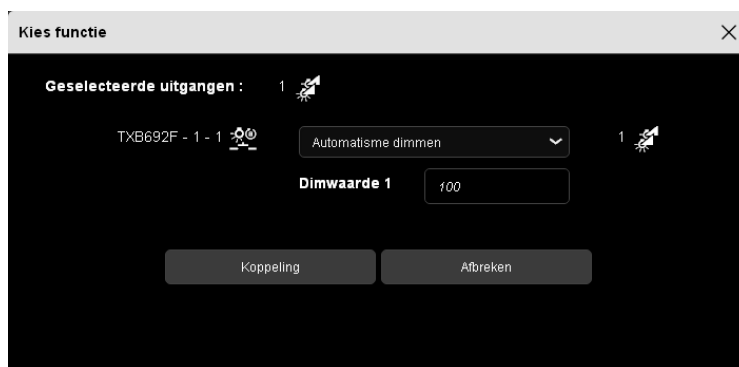 Kies functie
Geselecteerde uitgangen : 1
TXB692F - 1 - 1 Automatisme dimmen 1
Dimwaarde 1 100
Koppeling Afbreken